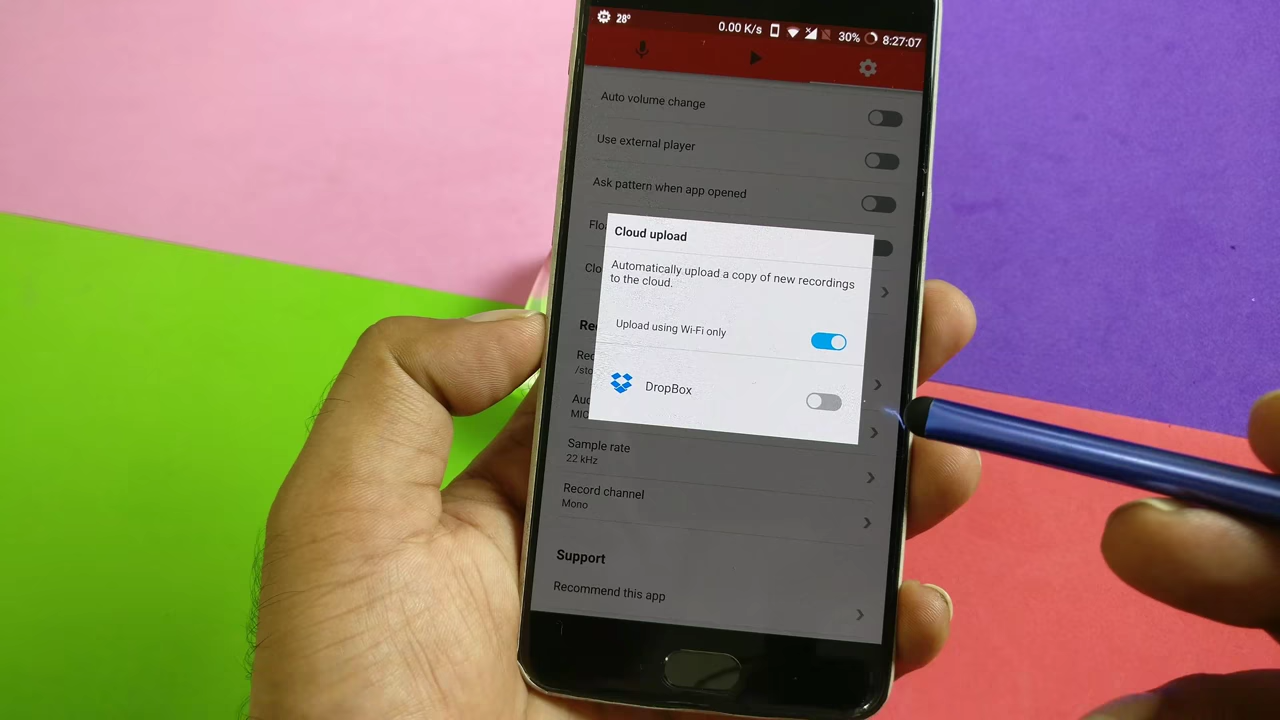 28°
0.00 K/s
30%
8:27:07
Auto volume change
Use external player
Ask pattern when app opened
Cloud upload
Automatically upload a copy of new recordings
to the cloud.
Upload using Wi-Fi only
DropBox
Sample rate
22 kHz
Record channel
Mono
Support
Recommend this app